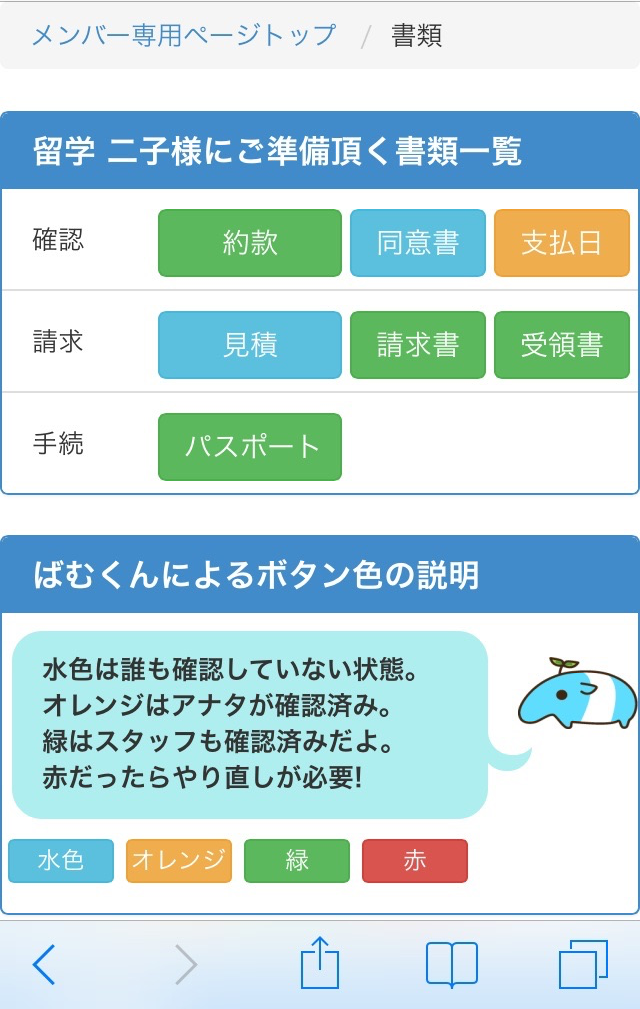 メンバー専用ページトップ / 書類
留学 二子様にご準備頂く書類一覧
確認 約款 同意書 支払日
請求 見積 請求書 受領書
手続 パスポート
ばむくんによるボタン色の説明
水色は誰も確認していない状態。
オレンジはアナタが確認済み。
緑はスタッフも確認済みだよ。
赤だったらやり直しが必要!
水色 オレンジ 緑 赤